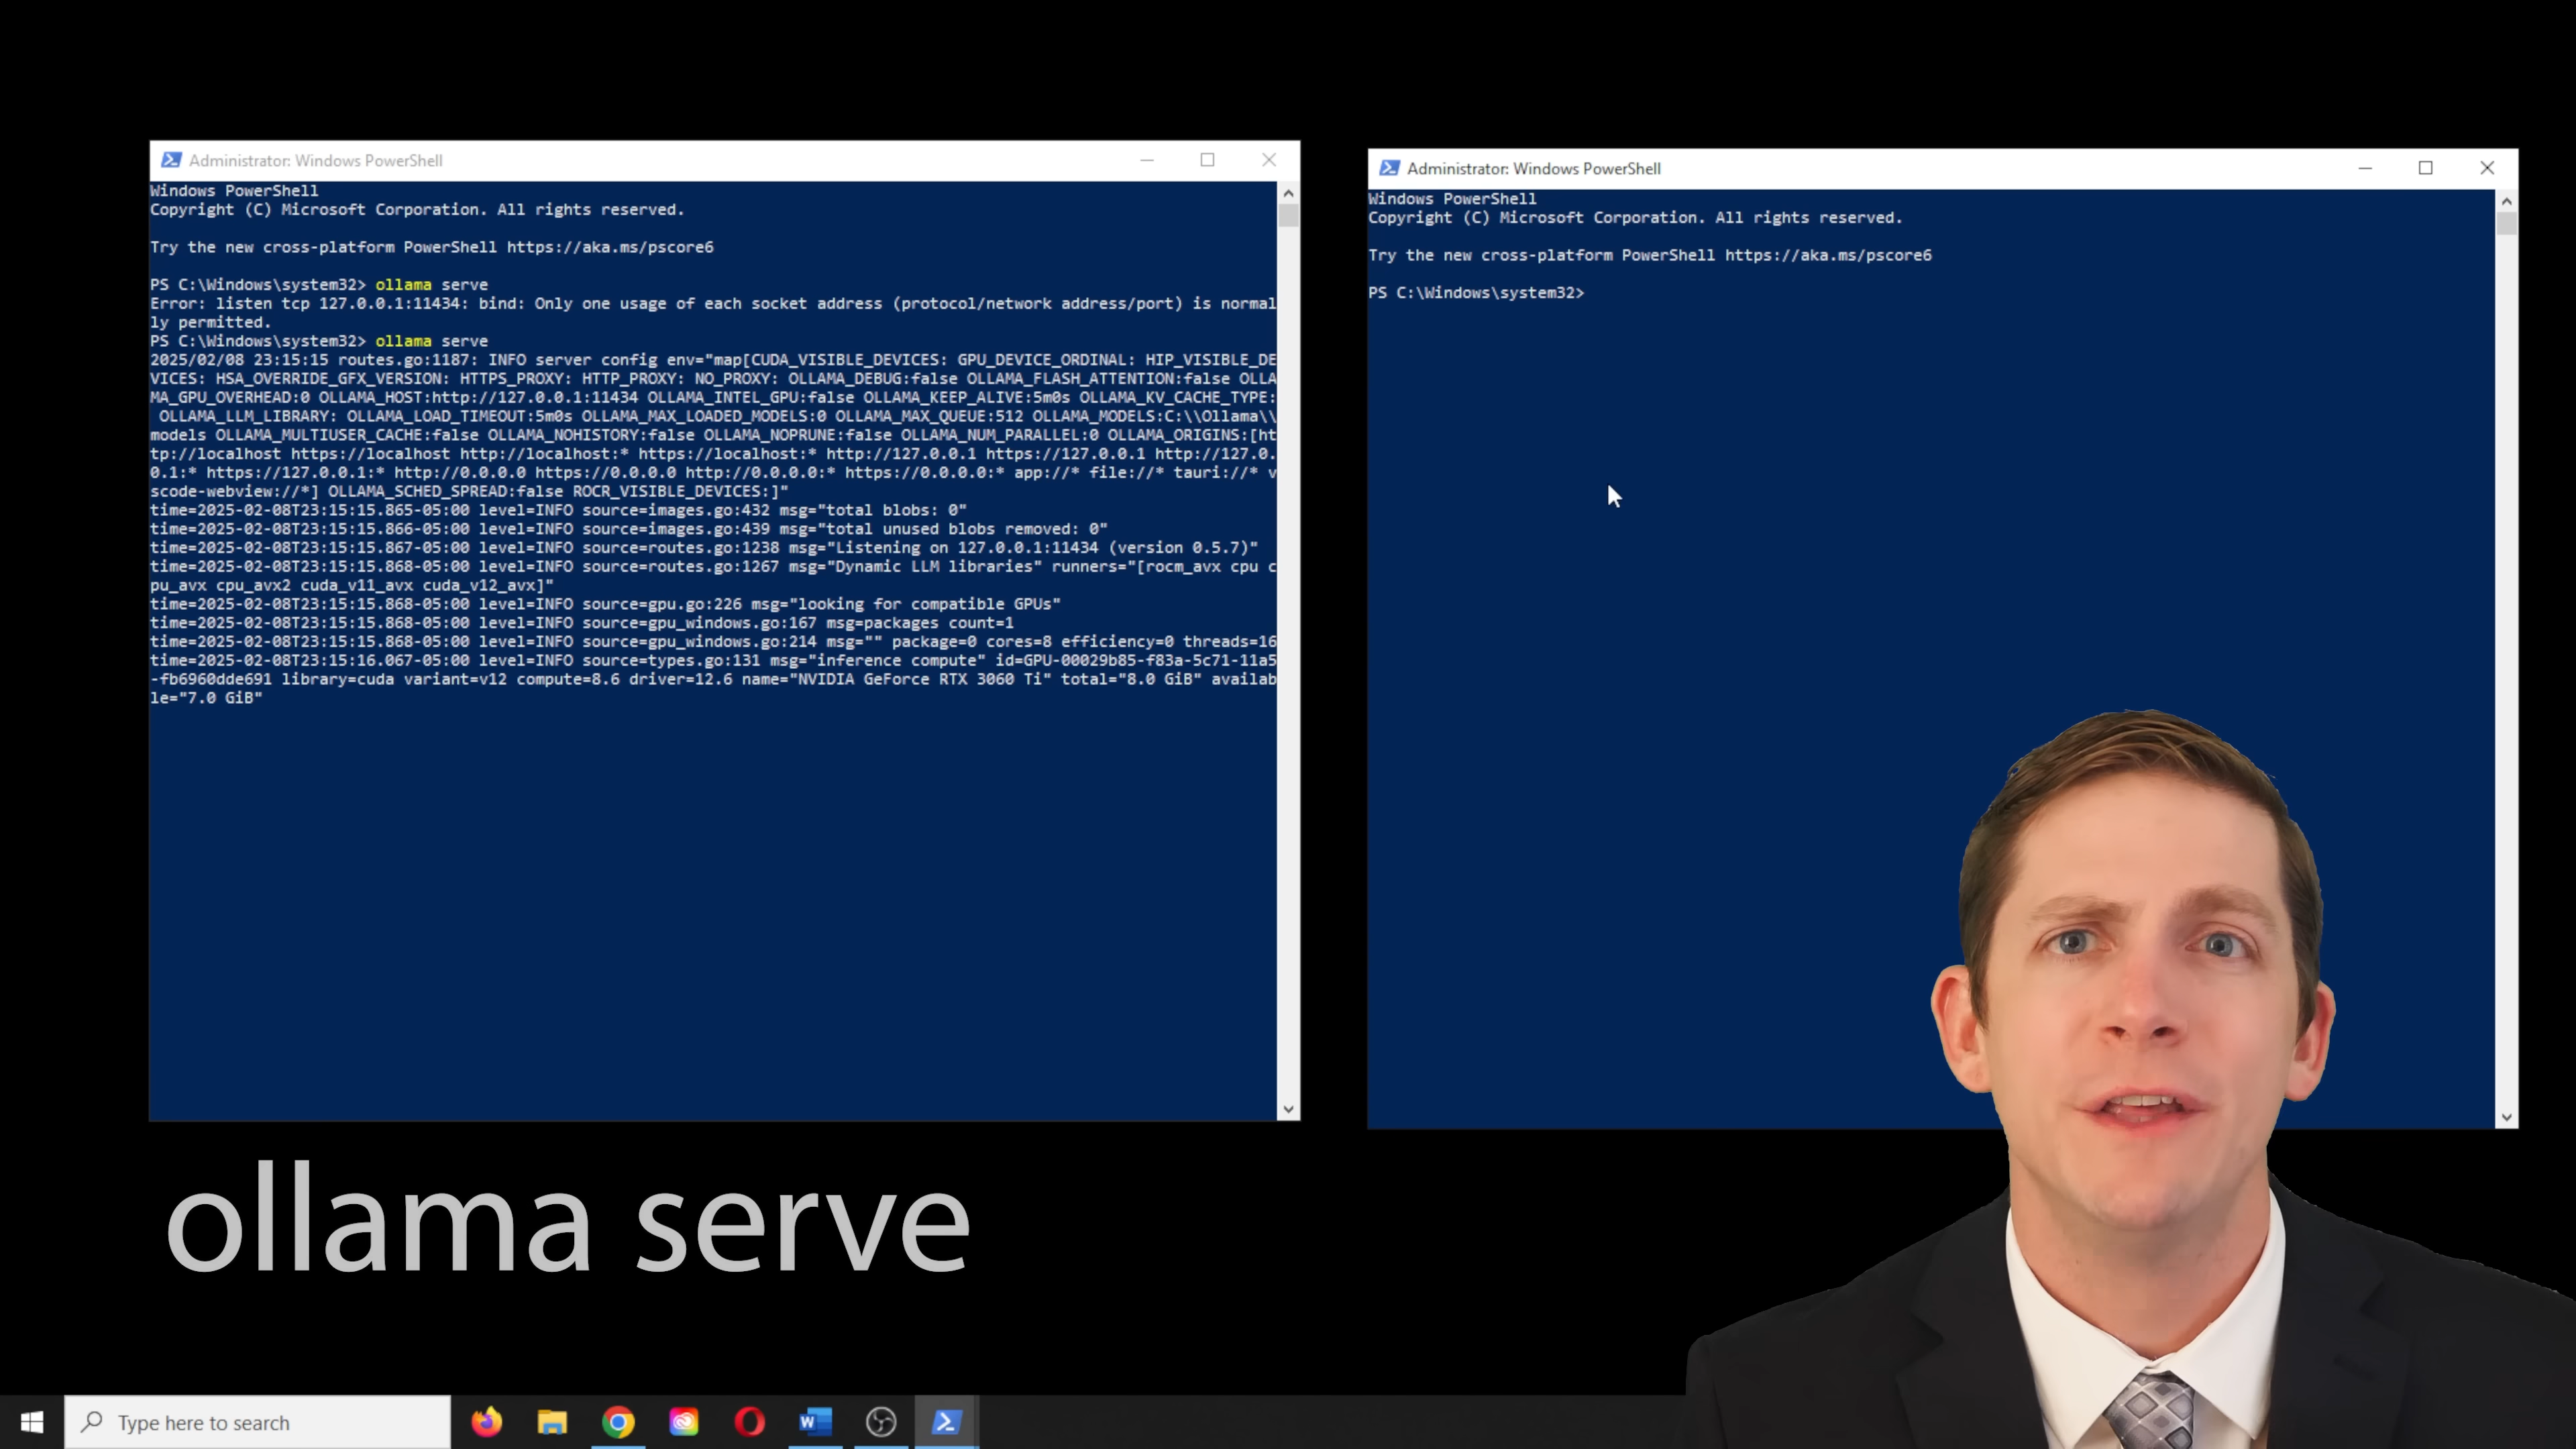 Administrator: Windows PowerShell
Windows PowerShell
Copyright (C) Microsoft Corporation. All rights reserved.
Try the new cross-platform PowerShell https://aka.ms/pscore6
PS C:\Windows\system32> ollama serve
Error: listen tcp 127.0.0.1:11434: bind: Only one usage of each socket address (protocol/network address/port) is normal
ly permitted.
PS C:\Windows\system32> ollama serve
2025/02/08 23:15:15 routes.go:1187: INFO server config env="map[CUDA_VISIBLE_DEVICES: GPU_DEVICE_ORDINAL: HIP_VISIBLE_DE
VICES: HSA_OVERRIDE_GFX_VERSION: HTTPS_PROXY: HTTP_PROXY: NO_PROXY: OLLAMA_DEBUG:false OLLAMA_FLASH_ATTENTION:false OLLA
MA_GPU_OVERHEAD:0 OLLAMA_HOST:http://127.0.0.1:11434 OLLAMA_INTEL_GPU:false OLLAMA_KEEP_ALIVE:5m0s OLLAMA_KV_CACHE_TYPE:
OLLAMA_LLM_LIBRARY: OLLAMA_LOAD_TIMEOUT:5m0s OLLAMA_MAX_LOADED_MODELS:0 OLLAMA_MAX_QUEUE:512 OLLAMA_MODELS:C:\\Ollama\\
models OLLAMA_MULTIUSER_CACHE:false OLLAMA_NOHISTORY:false OLLAMA_NOPRUNE:false OLLAMA_NUM_PARALLEL:0 OLLAMA_ORIGINS:[ht
tp://localhost https://localhost http://localhost:* https://localhost:* http://127.0.0.1 https://127.0.0.1 http://127.0.
0.1:* https://127.0.0.1:* http://0.0.0.0 https://0.0.0.0 http://0.0.0.0:* https://0.0.0.0:* app://* file://* tauri://* v
scode-webview://*] OLLAMA_SCHED_SPREAD:false ROCR_VISIBLE_DEVICES:]"
time=2025-02-08T23:15:15.865-05:00 level=INFO source=images.go:432 msg="total blobs: 0"
time=2025-02-08T23:15:15.866-05:00 level=INFO source=images.go:439 msg="total unused blobs removed: 0"
time=2025-02-08T23:15:15.867-05:00 level=INFO source=routes.go:1238 msg="Listening on 127.0.0.1:11434 (version 0.5.7)"
time=2025-02-08T23:15:15.868-05:00 level=INFO source=routes.go:1267 msg="Dynamic LLM libraries" runners="[rocm_avx cpu c
pu_avx cpu_avx2 cuda_v11_avx cuda_v12_avx]"
time=2025-02-08T23:15:15.868-05:00 level=INFO source=gpu.go:226 msg="looking for compatible GPUs"
time=2025-02-08T23:15:15.868-05:00 level=INFO source=gpu_windows.go:167 msg=packages count=1
time=2025-02-08T23:15:15.868-05:00 level=INFO source=gpu_windows.go:214 msg="" package=0 cores=8 efficiency=0 threads=16
time=2025-02-08T23:15:16.067-05:00 level=INFO source=types.go:131 msg="inference compute" id=GPU-00029b85-f83a-5c71-11a5
-fb6960dde691 library=cuda variant=v12 compute=8.6 driver=12.6 name="NVIDIA GeForce RTX 3060 Ti" total="8.0 GiB" availab
le="7.0 GiB"
Administrator: Windows PowerShell
Windows PowerShell
Copyright (C) Microsoft Corporation. All rights reserved.
Try the new cross-platform PowerShell https://aka.ms/pscore6
PS C:\Windows\system32>
ollama serve
Type here to search